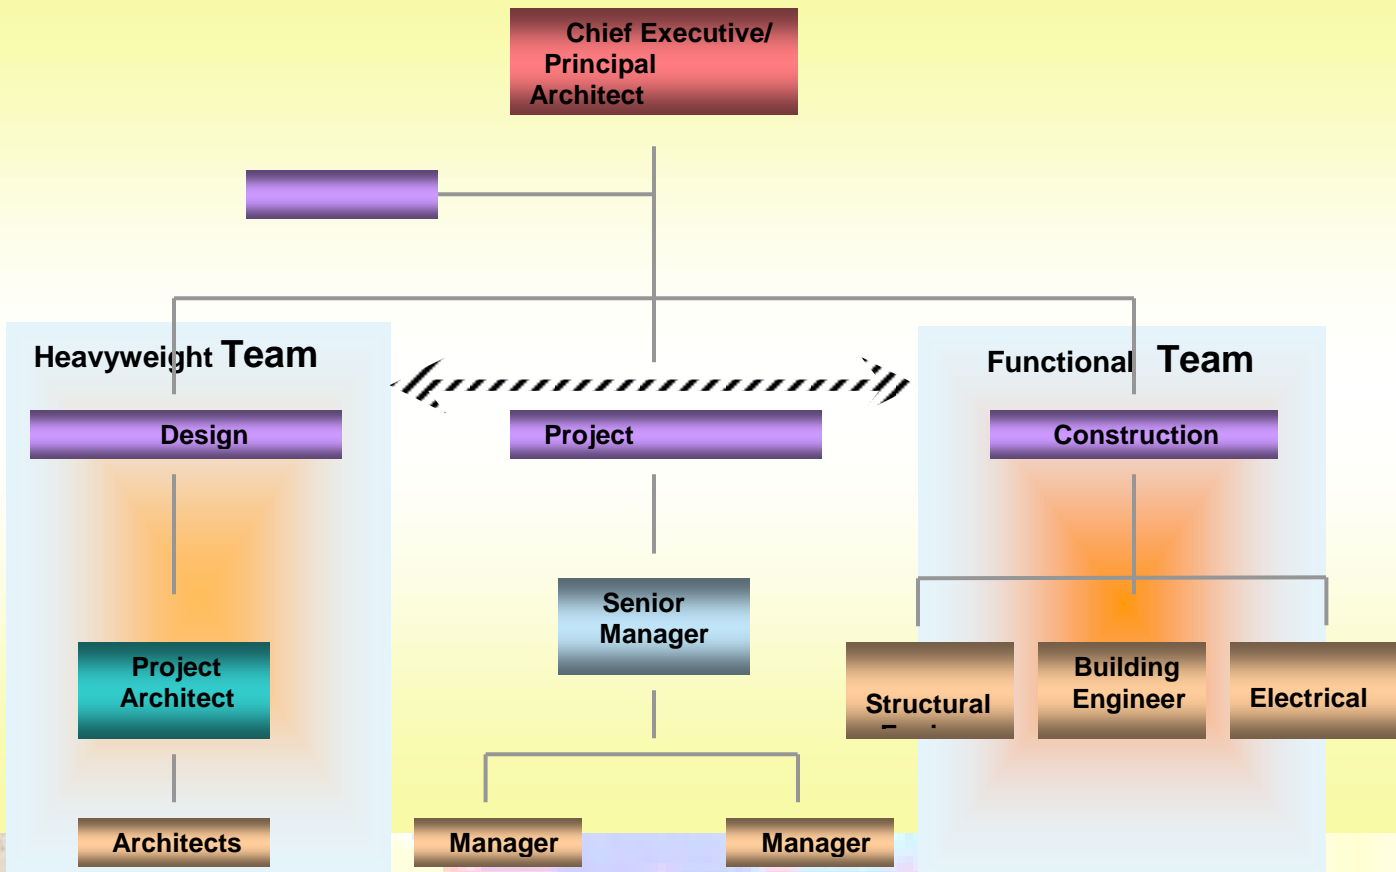 Chief Executive/
Principal
Architect
Heavyweight Team
Functional Team
Design
Project
Construction
Senior
Manager
Project
Architect
Structural
Building
Engineer
Electrical
Architects
Manager
Manager